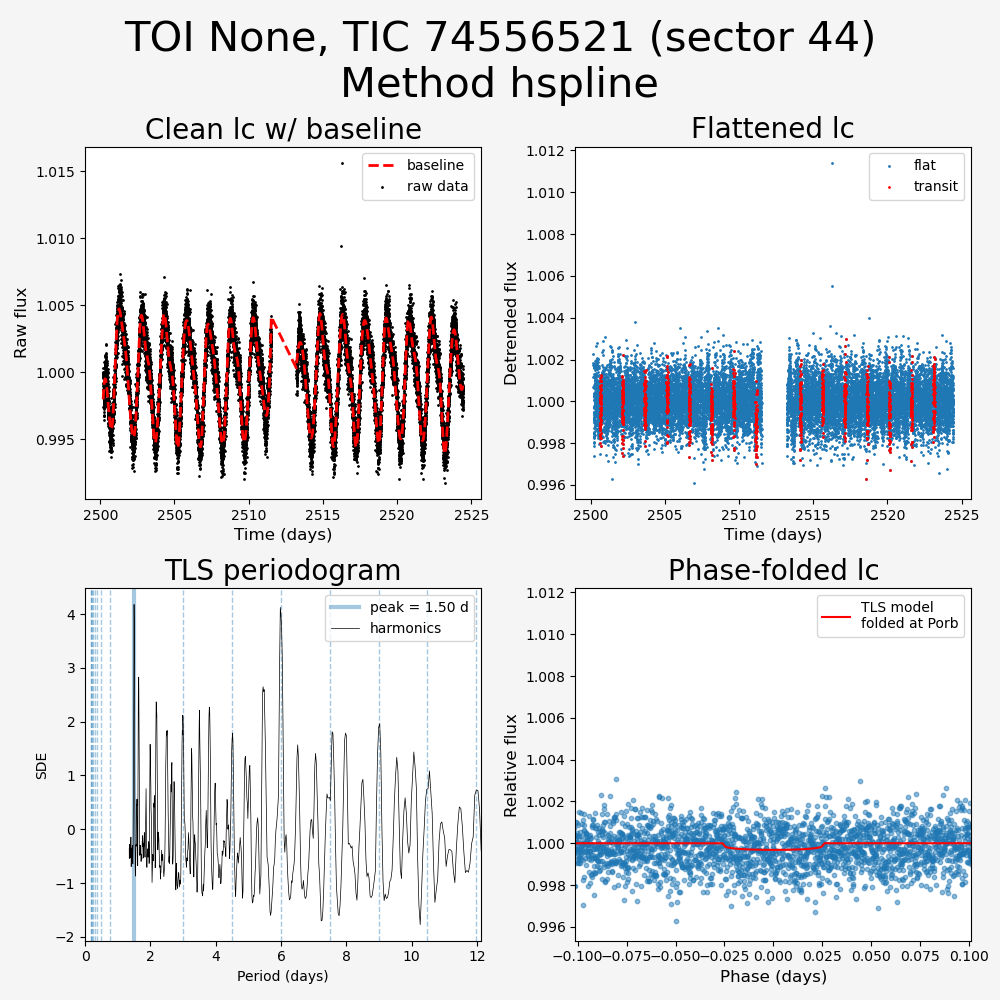 TOI None, TIC 74556521 (sector 44)
Method hspline
Clean lc w/ baseline
Flattened lc
baseline
raw data
flat
transit
1.015
1.010
1.005
1.000
0.995
Raw flux
2500
2505
2510
2515
2520
2525
Time (days)
1.012
1.010
1.008
1.006
1.004
1.002
1.000
0.998
0.996
Detrended flux
2500
2505
2510
2515
2520
2525
Time (days)
TLS periodogram
Phase-folded lc
peak = 1.50 d
harmonics
TLS model
folded at Porb
4
3
2
1
0
−1
−2
SDE
0
2
4
6
8
10
12
Period (days)
1.012
1.010
1.008
1.006
1.004
1.002
1.000
0.998
0.996
Relative flux
−0.100
−0.075
−0.050
−0.025
0.000
0.025
0.050
0.075
0.100
Phase (days)